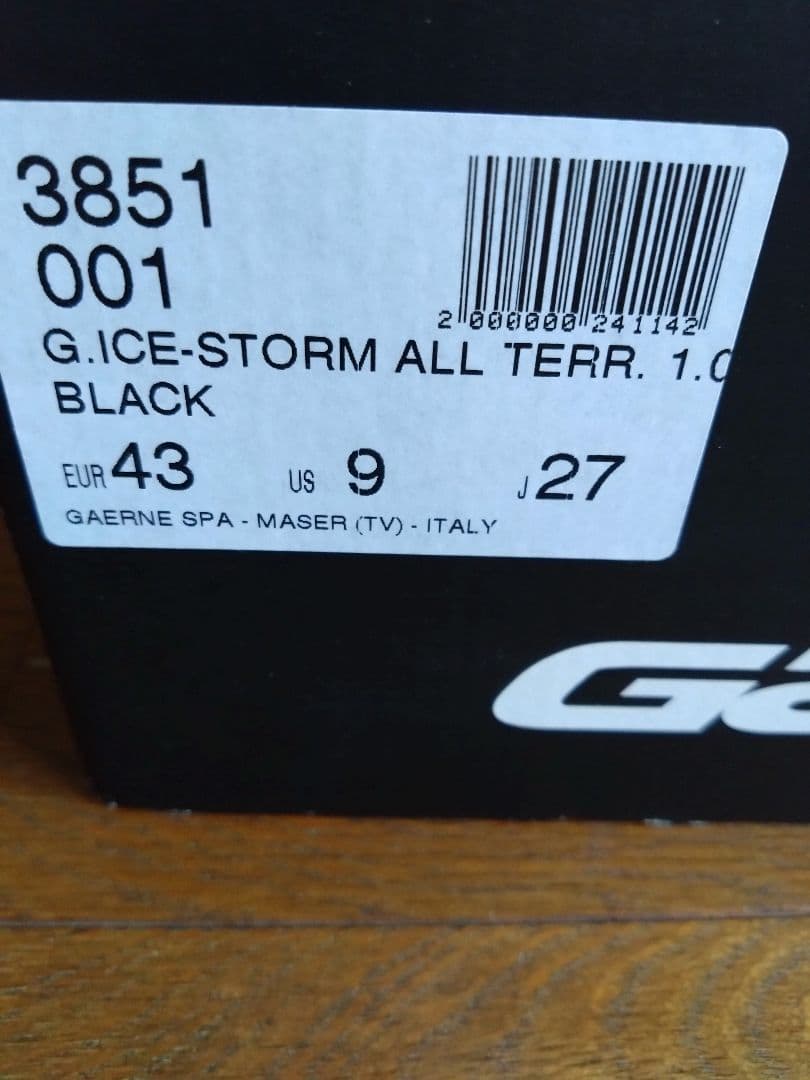 3851
001
2 000000 241142
G.ICE-STORM ALL TERR. 1.0
BLACK
EUR 43 US 9 J 27
GAERNE SPA - MASER (TV) - ITALY